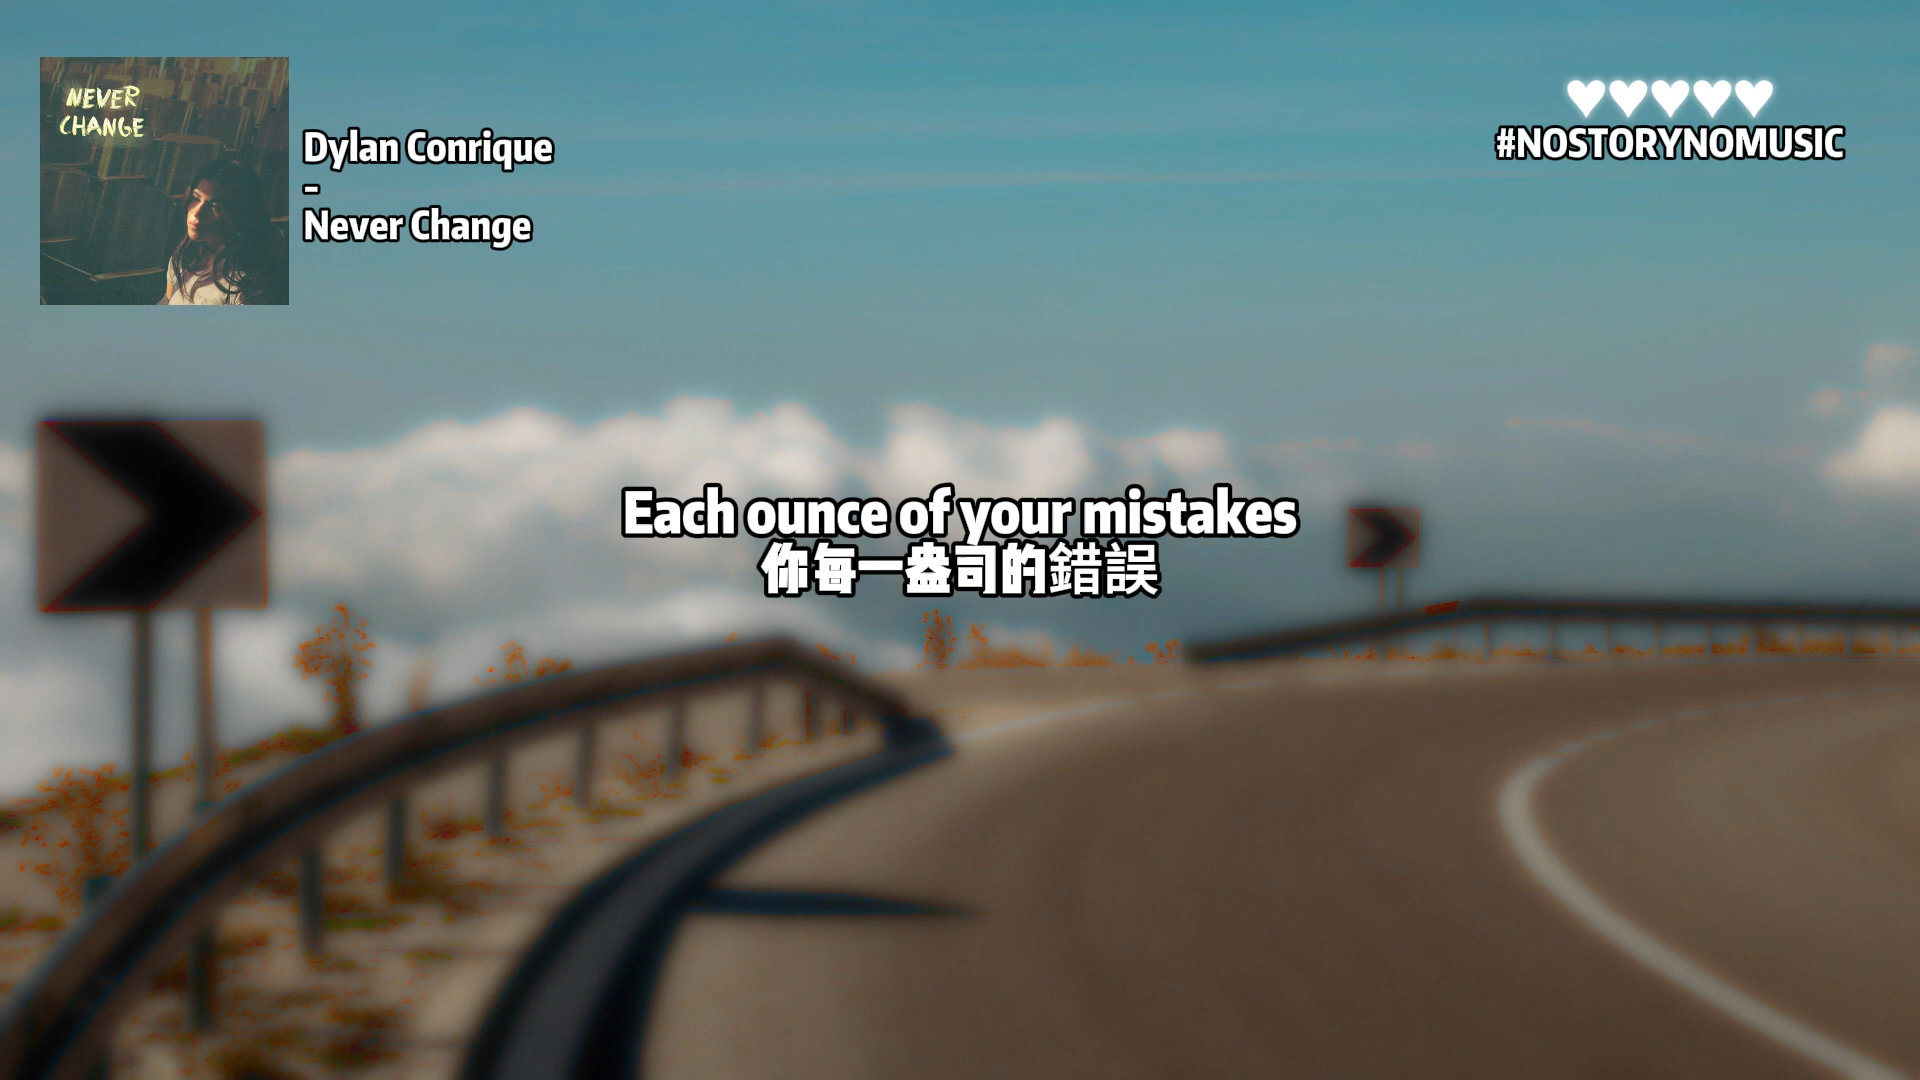 NEVER
CHANGE
Dylan Conrique
-
Never Change
♥♥♥♥♥
#NOSTORYNOMUSIC
Each ounce of your mistakes
你每一盎司的錯誤